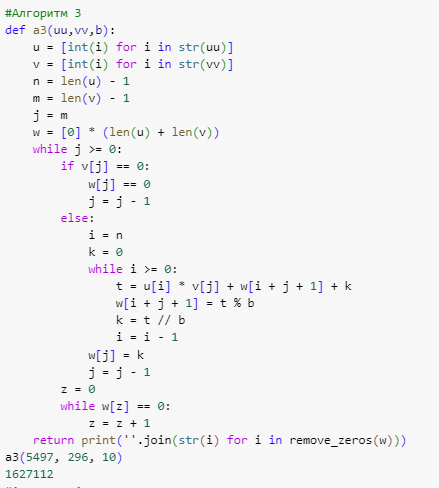 #Алгоритм 3
def a3(uu,vv,b):
    u = [int(i) for i in str(uu)]
    v = [int(i) for i in str(vv)]
    n = len(u) - 1
    m = len(v) - 1
    j = m
    w = [0] * (len(u) + len(v))
    while j >= 0:
        if v[j] == 0:
            w[j] == 0
            j = j - 1
        else:
            i = n
            k = 0
            while i >= 0:
                t = u[i] * v[j] + w[i + j + 1] + k
                w[i + j + 1] = t % b
                k = t // b
                i = i - 1
            w[j] = k
            j = j - 1
        z = 0
        while w[z] == 0:
            z = z + 1
    return print(''.join(str(i) for i in remove_zeros(w)))
a3(5497, 296, 10)
1627112